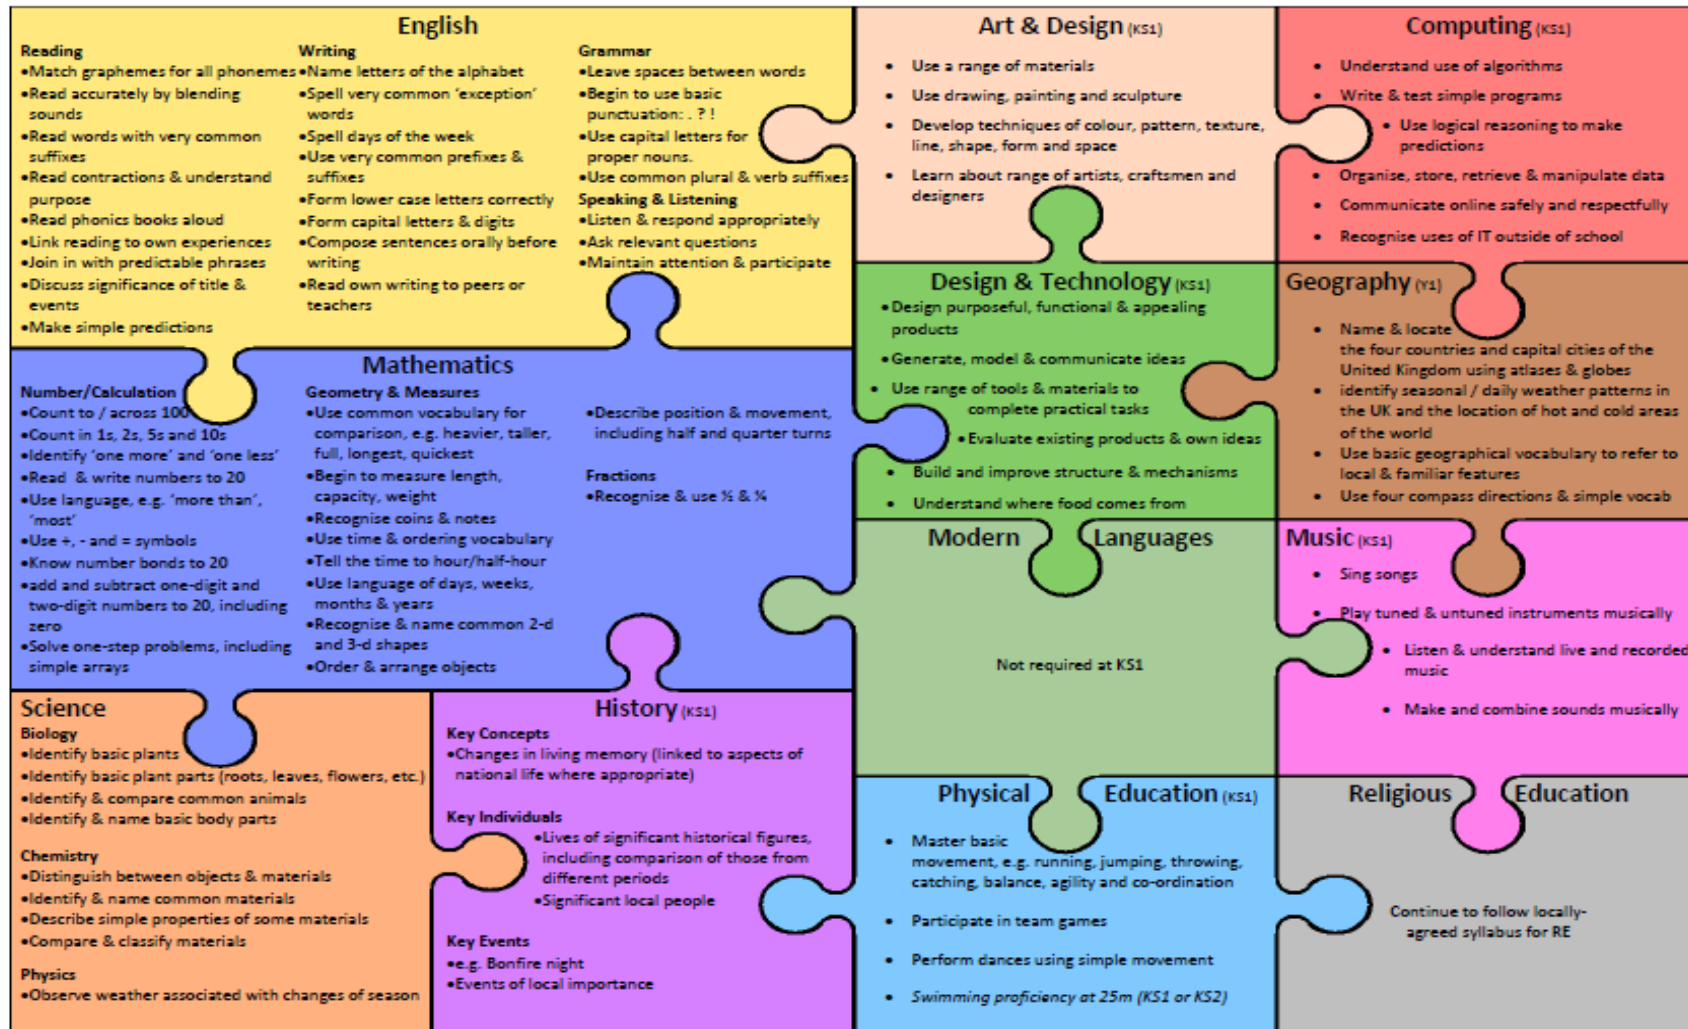 English
Reading
•Match graphemes for all phonemes
•Read accurately by blending
sounds
•Read words with very common
suffixes
•Read contractions & understand
purpose
•Read phonics books aloud
•Link reading to own experiences
•Join in with predictable phrases
•Discuss significance of title &
events
•Make simple predictions
Writing
•Name letters of the alphabet
•Spell very common ‘exception’
words
•Spell days of the week
•Use very common prefixes &
suffixes
•Form lower case letters correctly
•Form capital letters & digits
•Compose sentences orally before
writing
•Read own writing to peers or
teachers
Grammar
•Leave spaces between words
•Begin to use basic
punctuation: . ? !
•Use capital letters for
proper nouns.
•Use common plural & verb suffixes
Speaking & Listening
•Listen & respond appropriately
•Ask relevant questions
•Maintain attention & participate
Art & Design (KS1)
• Use a range of materials
• Use drawing, painting and sculpture
• Develop techniques of colour, pattern, texture,
line, shape, form and space
• Learn about range of artists, craftsmen and
designers
Computing (KS1)
• Understand use of algorithms
• Write & test simple programs
• Use logical reasoning to make
predictions
• Organise, store, retrieve & manipulate data
• Communicate online safely and respectfully
• Recognise uses of IT outside of school
Mathematics
Number/Calculation
•Count to / across 100
•Count in 1s, 2s, 5s and 10s
•Identify ‘one more’ and ‘one less’
•Read & write numbers to 20
•Use language, e.g. ‘more than’,
‘most’
•Use +, - and = symbols
•Know number bonds to 20
•add and subtract one-digit and
two-digit numbers to 20, including
zero
•Solve one-step problems, including
simple arrays
Geometry & Measures
•Use common vocabulary for
comparison, e.g. heavier, taller,
full, longest, quickest
•Begin to measure length,
capacity, weight
•Recognise coins & notes
•Use time & ordering vocabulary
•Tell the time to hour/half-hour
•Use language of days, weeks,
months & years
•Recognise & name common 2-d
and 3-d shapes
•Order & arrange objects
•Describe position & movement,
including half and quarter turns
Fractions
•Recognise & use ½ & ¼
Design & Technology (KS1)
•Design purposeful, functional & appealing
products
•Generate, model & communicate ideas
•Use range of tools & materials to
complete practical tasks
•Evaluate existing products & own ideas
• Build and improve structure & mechanisms
• Understand where food comes from
Geography (Y1)
• Name & locate
the four countries and capital cities of the
United Kingdom using atlases & globes
• identify seasonal / daily weather patterns in
the UK and the location of hot and cold areas
of the world
• Use basic geographical vocabulary to refer to
local & familiar features
• Use four compass directions & simple vocab
Modern Languages
Not required at KS1
Music (KS1)
• Sing songs
• Play tuned & untuned instruments musically
• Listen & understand live and recorded
music
• Make and combine sounds musically
Science
Biology
•Identify basic plants
•Identify basic plant parts (roots, leaves, flowers, etc.)
•Identify & compare common animals
•Identify & name basic body parts
Chemistry
•Distinguish between objects & materials
•Identify & name common materials
•Describe simple properties of some materials
•Compare & classify materials
Physics
•Observe weather associated with changes of season
History (KS1)
Key Concepts
•Changes in living memory (linked to aspects of
national life where appropriate)
Key Individuals
•Lives of significant historical figures,
including comparison of those from
different periods
•Significant local people
Key Events
•e.g. Bonfire night
•Events of local importance
Physical Education (KS1)
• Master basic
movement, e.g. running, jumping, throwing,
catching, balance, agility and co-ordination
• Participate in team games
• Perform dances using simple movement
• Swimming proficiency at 25m (KS1 or KS2)
Religious Education
Continue to follow locally-
agreed syllabus for RE